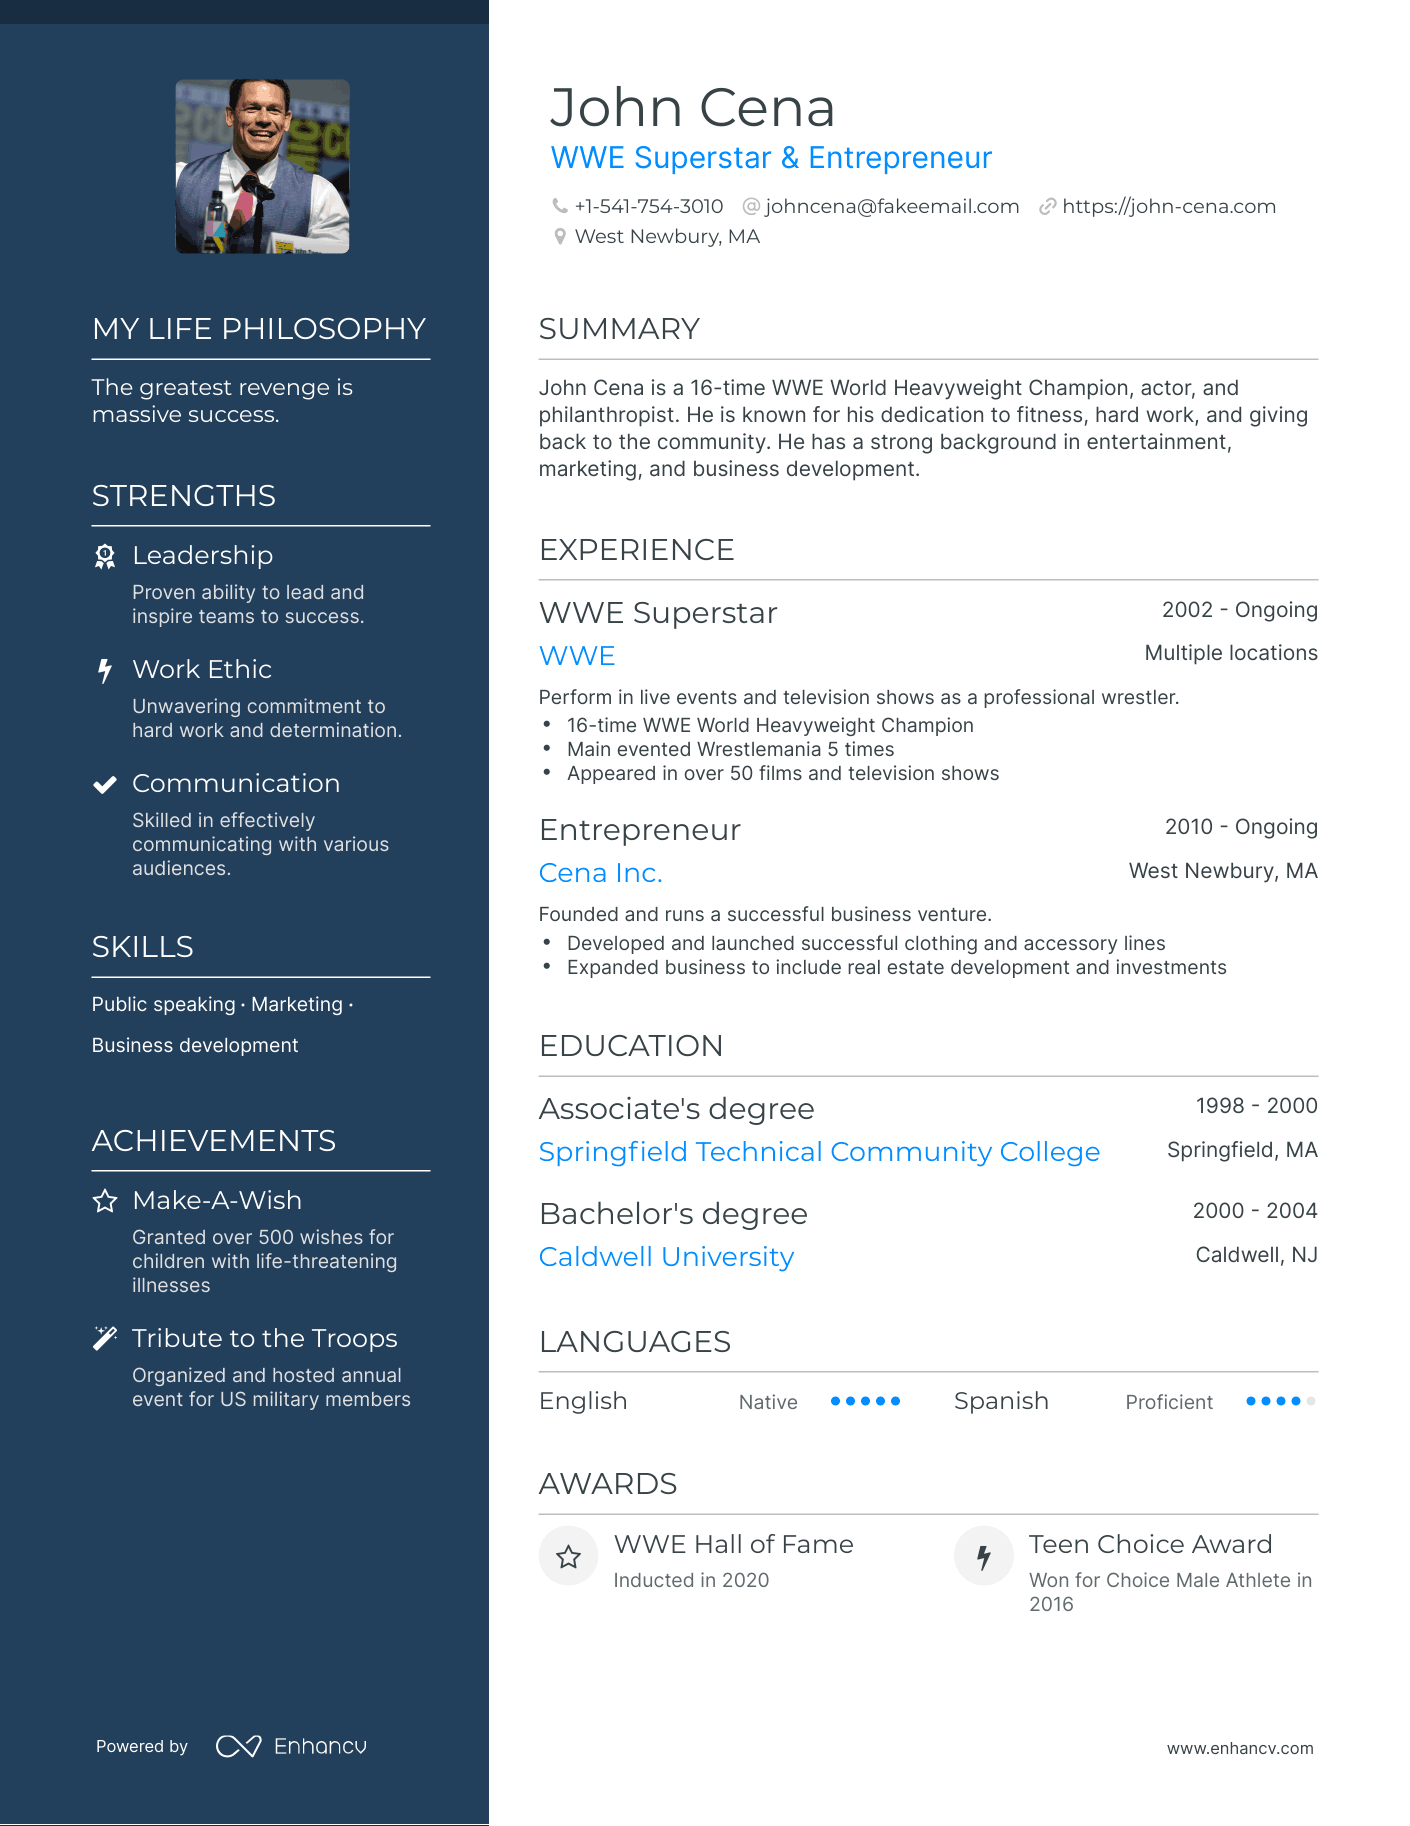 John Cena
WWE Superstar & Entrepreneur
+1-541-754-3010 johncena@fakeemail.com https://john-cena.com
West Newbury, MA
MY LIFE PHILOSOPHY
The greatest revenge is
massive success.
STRENGTHS
Leadership
Proven ability to lead and
inspire teams to success.
Work Ethic
Unwavering commitment to
hard work and determination.
Communication
Skilled in effectively
communicating with various
audiences.
SKILLS
Public speaking · Marketing ·
Business development
ACHIEVEMENTS
Make-A-Wish
Granted over 500 wishes for
children with life-threatening
illnesses
Tribute to the Troops
Organized and hosted annual
event for US military members
SUMMARY
John Cena is a 16-time WWE World Heavyweight Champion, actor, and
philanthropist. He is known for his dedication to fitness, hard work, and giving
back to the community. He has a strong background in entertainment,
marketing, and business development.
EXPERIENCE
WWE Superstar 2002 - Ongoing
WWE Multiple locations
Perform in live events and television shows as a professional wrestler.
• 16-time WWE World Heavyweight Champion
• Main evented Wrestlemania 5 times
• Appeared in over 50 films and television shows
Entrepreneur 2010 - Ongoing
Cena Inc. West Newbury, MA
Founded and runs a successful business venture.
• Developed and launched successful clothing and accessory lines
• Expanded business to include real estate development and investments
EDUCATION
Associate's degree 1998 - 2000
Springfield Technical Community College Springfield, MA
Bachelor's degree 2000 - 2004
Caldwell University Caldwell, NJ
LANGUAGES
English Native Spanish Proficient
AWARDS
WWE Hall of Fame
Inducted in 2020
Teen Choice Award
Won for Choice Male Athlete in
2016
Powered by Enhancv
www.enhancv.com